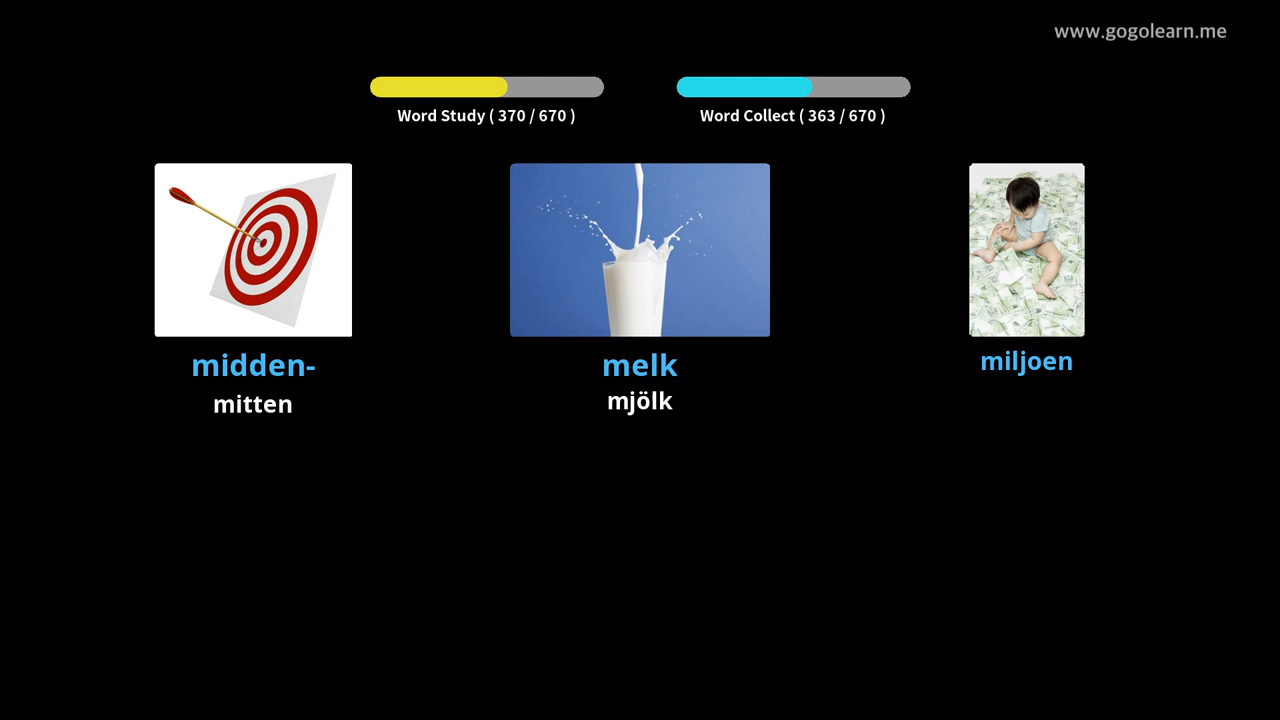 www.gogolearn.me
Word Study ( 370 / 670 )
Word Collect ( 363 / 670 )
midden-
mitten
melk
mjölk
miljoen